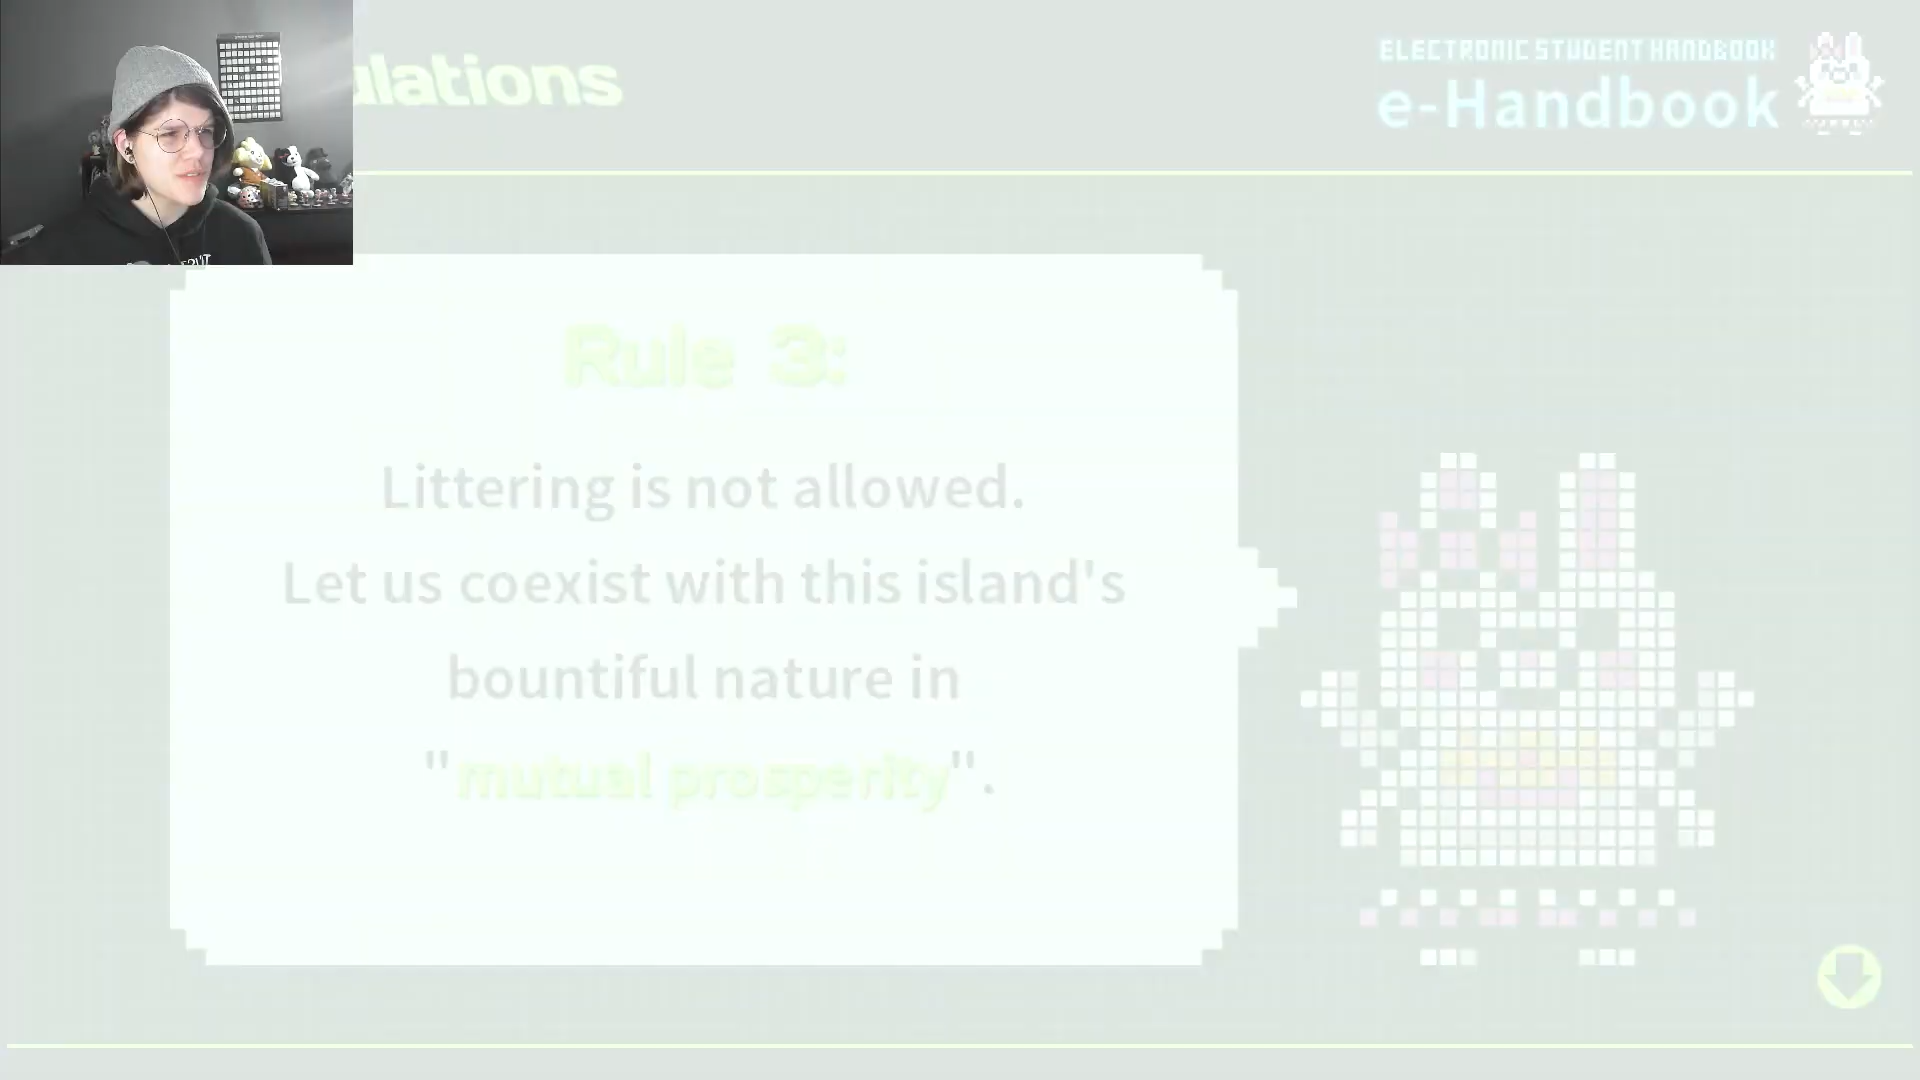 ulations
ELECTRONIC STUDENT HANDBOOK
e-Handbook
Rule 3:
Littering is not allowed.
Let us coexist with this island's
bountiful nature in
"mutual prosperity".